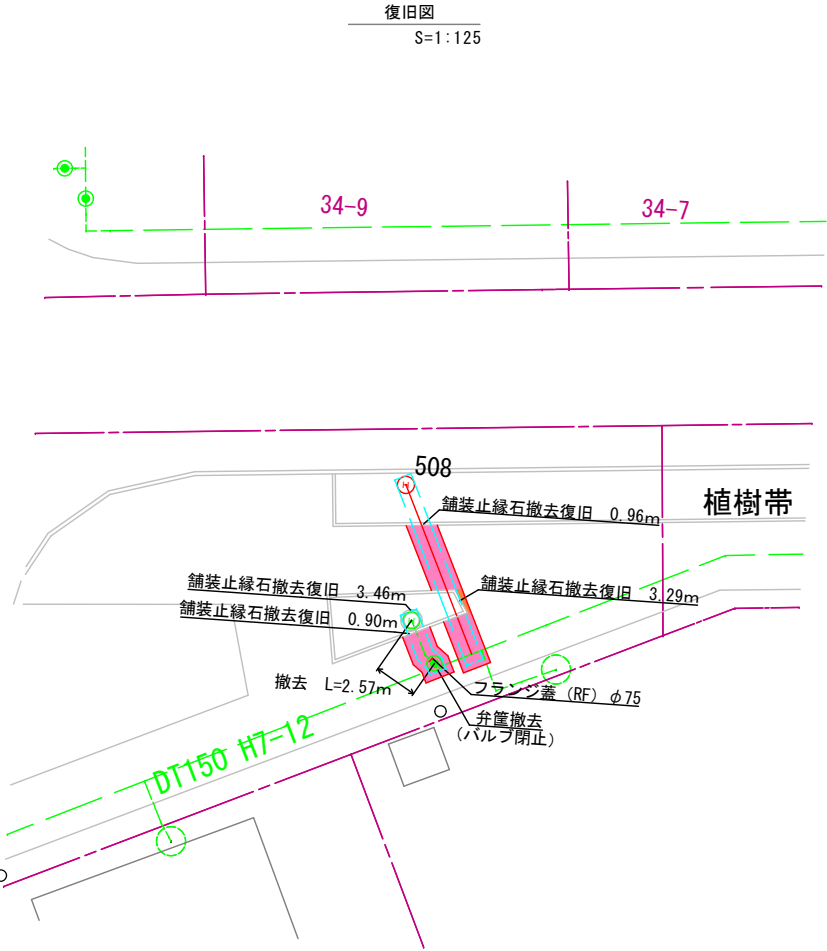 復旧図
S=1:125
34-9
34-7
508
舗装止縁石撤去復旧 0.96m
植樹帯
舗装止縁石撤去復旧 3.46m
舗装止縁石撤去復旧 3.29m
舗装止縁石撤去復旧 0.90m
撤去 L=2.57m
フランジ蓋 (RF) φ75
弁筐撤去
(バルブ閉止)
DT150 H7-12
H